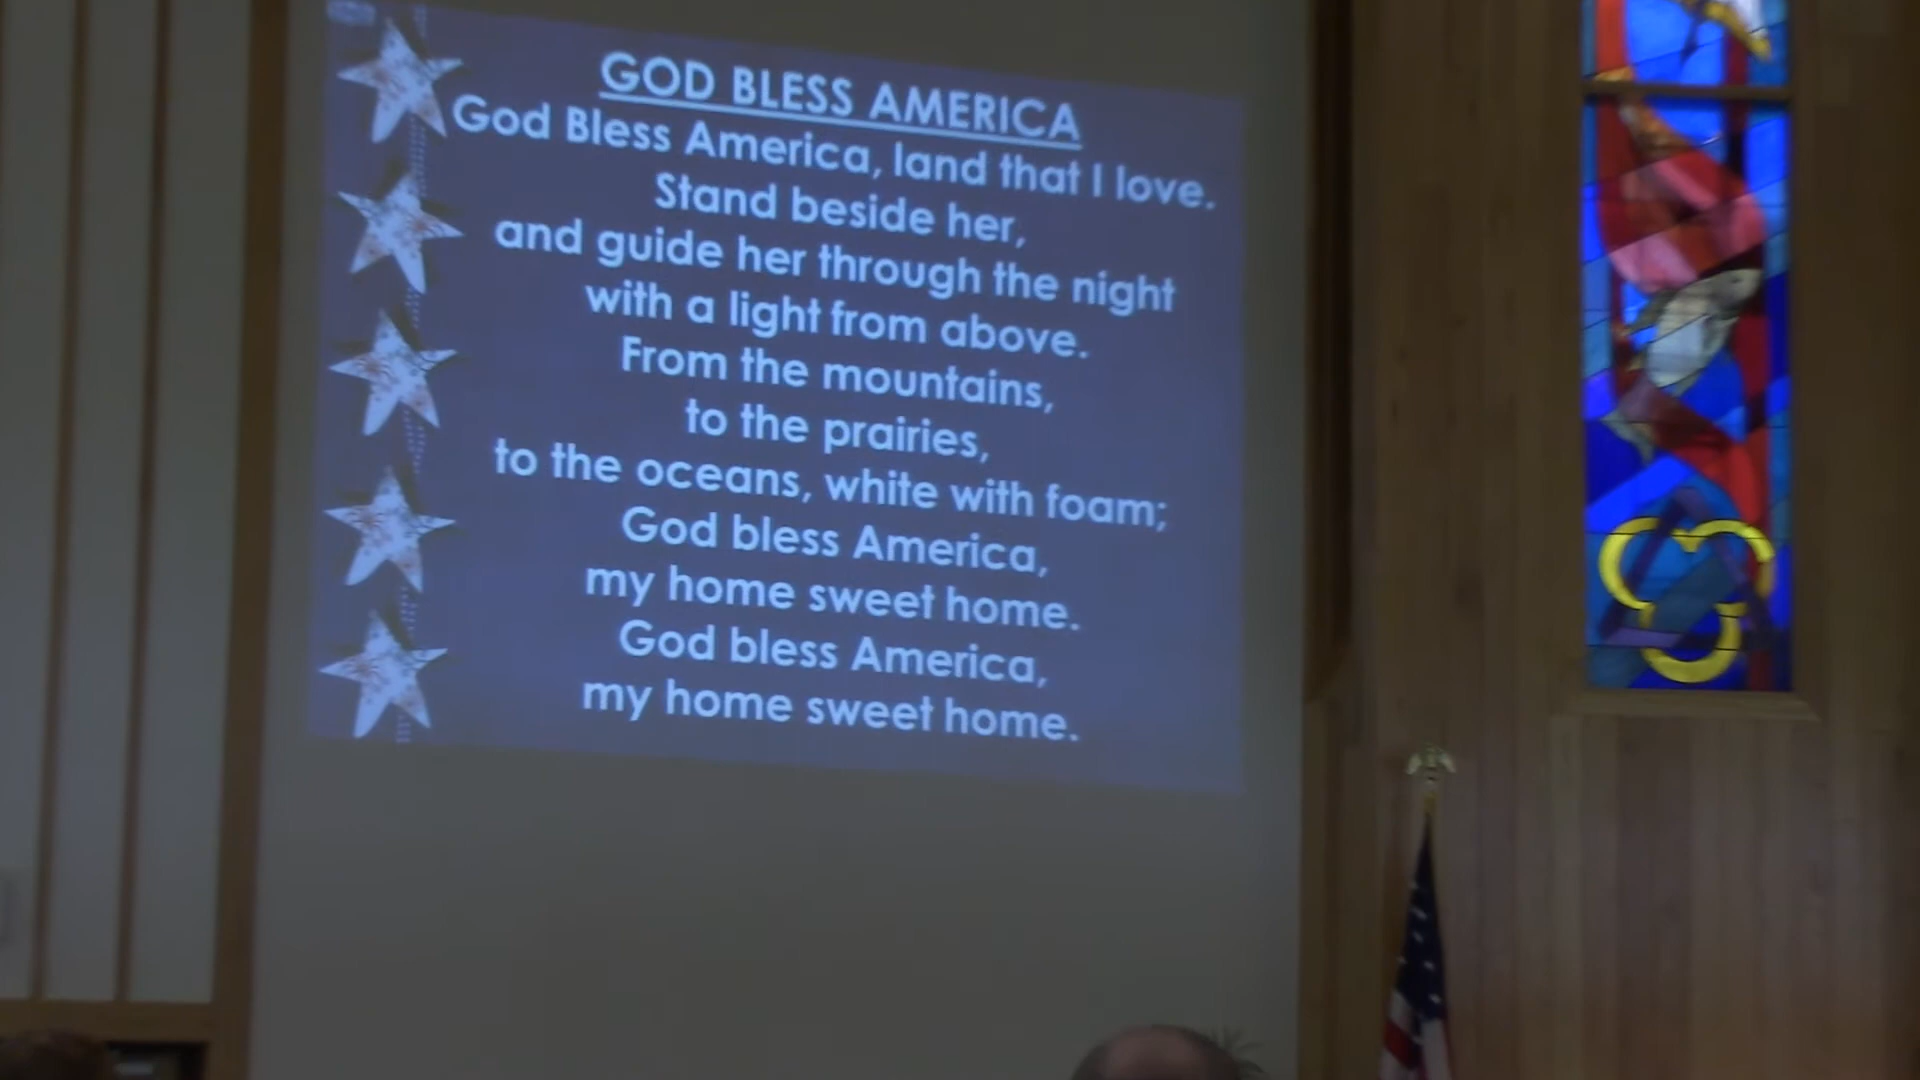 GOD BLESS AMERICA
God Bless America, land that I love.
Stand beside her,
and guide her through the night
with a light from above.
From the mountains,
to the prairies,
to the oceans, white with foam;
God bless America,
my home sweet home.
God bless America,
my home sweet home.